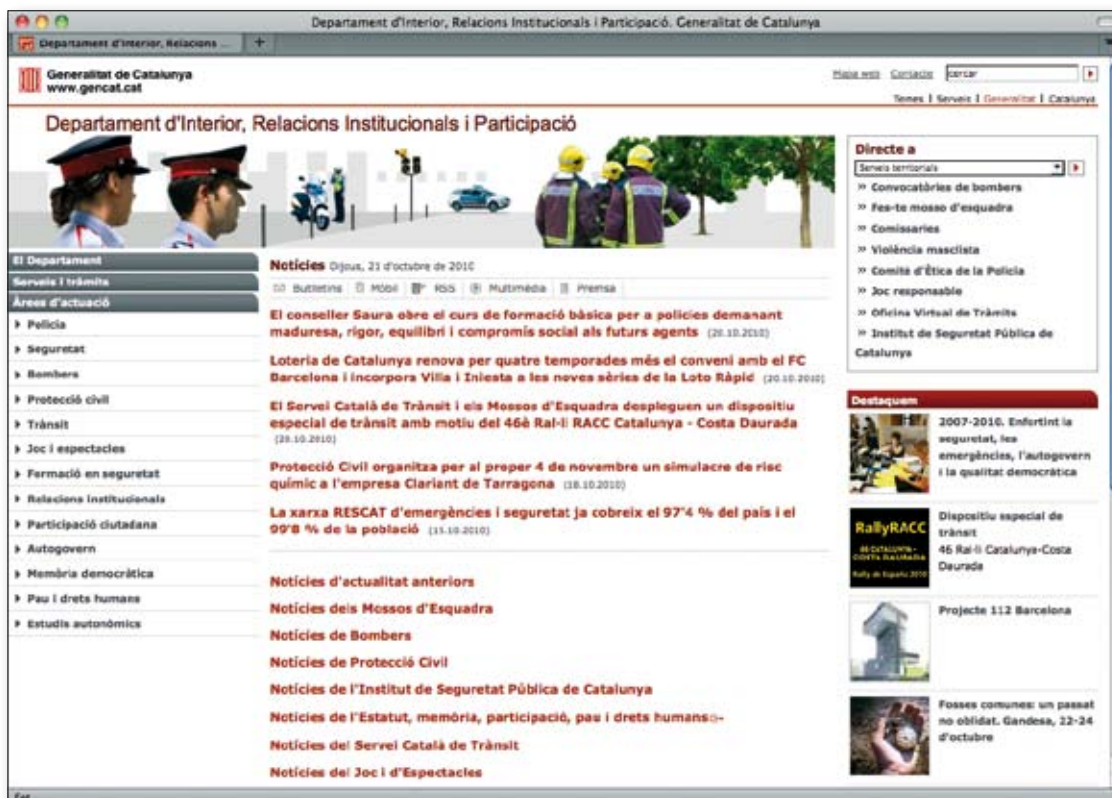 Departament d'Interior, Relacions Institucionals i Participació. Generalitat de Catalunya
Departament d'Interior, Relacions ...
+
Generalitat de Catalunya
www.gencat.cat
Mapa web Contacte cercar
Temes | Serveis | Generalitat | Catalunya
Departament d'Interior, Relacions Institucionals i Participació
El Departament
Serveis i tràmits
Àrees d'actuació
Policia
Seguretat
Bombers
Protecció civil
Trànsit
Joc i espectacles
Formació en seguretat
Relacions institucionals
Participació ciutadana
Autogovern
Memòria democràtica
Pau i drets humans
Estudis autonòmics
Notícies Dijous, 21 d'octubre de 2010
Butlletins Mòbil RSS Multimèdia Premsa
El conseller Saura obre el curs de formació bàsica per a policies demanant
maduresa, rigor, equilibri i compromís social als futurs agents (20.10.2010)
Loteria de Catalunya renova per quatre temporades més el conveni amb el FC
Barcelona i incorpora Villa i Iniesta a les noves sèries de la Loto Ràpid (20.10.2010)
El Servei Català de Trànsit i els Mossos d'Esquadra despleguen un dispositiu
especial de trànsit amb motiu del 46è Ral·li RACC Catalunya - Costa Daurada
(20.10.2010)
Protecció Civil organitza per al proper 4 de novembre un simulacre de risc
químic a l'empresa Clariant de Tarragona (18.10.2010)
La xarxa RESCAT d'emergències i seguretat ja cobreix el 97'4 % del país i el
99'8 % de la població (15.10.2010)
Notícies d'actualitat anteriors
Notícies dels Mossos d'Esquadra
Notícies de Bombers
Notícies de Protecció Civil
Notícies de l'Institut de Seguretat Pública de Catalunya
Notícies de l'Estatut, memòria, participació, pau i drets humans
Notícies del Servei Català de Trànsit
Notícies del Joc i d'Espectacles
Directe a
Serveis territorials
» Convocatòries de bombers
» Fes-te mosso d'esquadra
» Comissaries
» Violència masclista
» Comitè d'Ètica de la Policia
» Joc responsable
» Oficina Virtual de Tràmits
» Institut de Seguretat Pública de
Catalunya
Destaquem
2007-2010. Enfortint la
seguretat, les
emergències, l'autogovern
i la qualitat democràtica
RallyRACC
46 CATALUNYA-
COSTA DAURADA
Rally de España 2010
Dispositiu especial de
trànsit
46 Ral·li Catalunya-Costa
Daurada
Projecte 112 Barcelona
Fosses comunes: un passat
no oblidat. Gandesa, 22-24
d'octubre